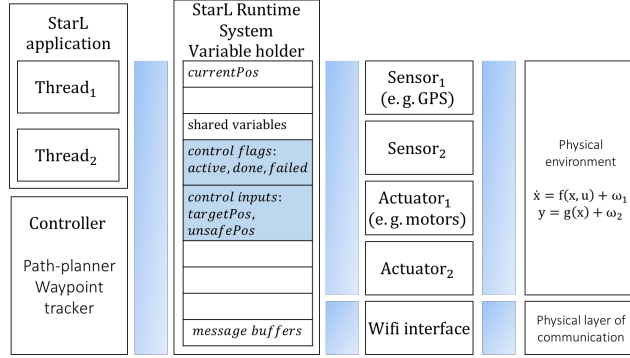 StarL
application
Thread₁
Thread₂
Controller
Path-planner
Waypoint
tracker
StarL Runtime
System
Variable holder
currentPos
shared variables
control flags:
active, done, failed
control inputs:
targetPos,
unsafePos
message buffers
Sensor₁
(e. g. GPS)
Sensor₂
Actuator₁
(e. g. motors)
Actuator₂
Wifi interface
Physical
environment
ẋ = f(x, u) + ω₁
y = g(x) + ω₂
Physical layer of
communication